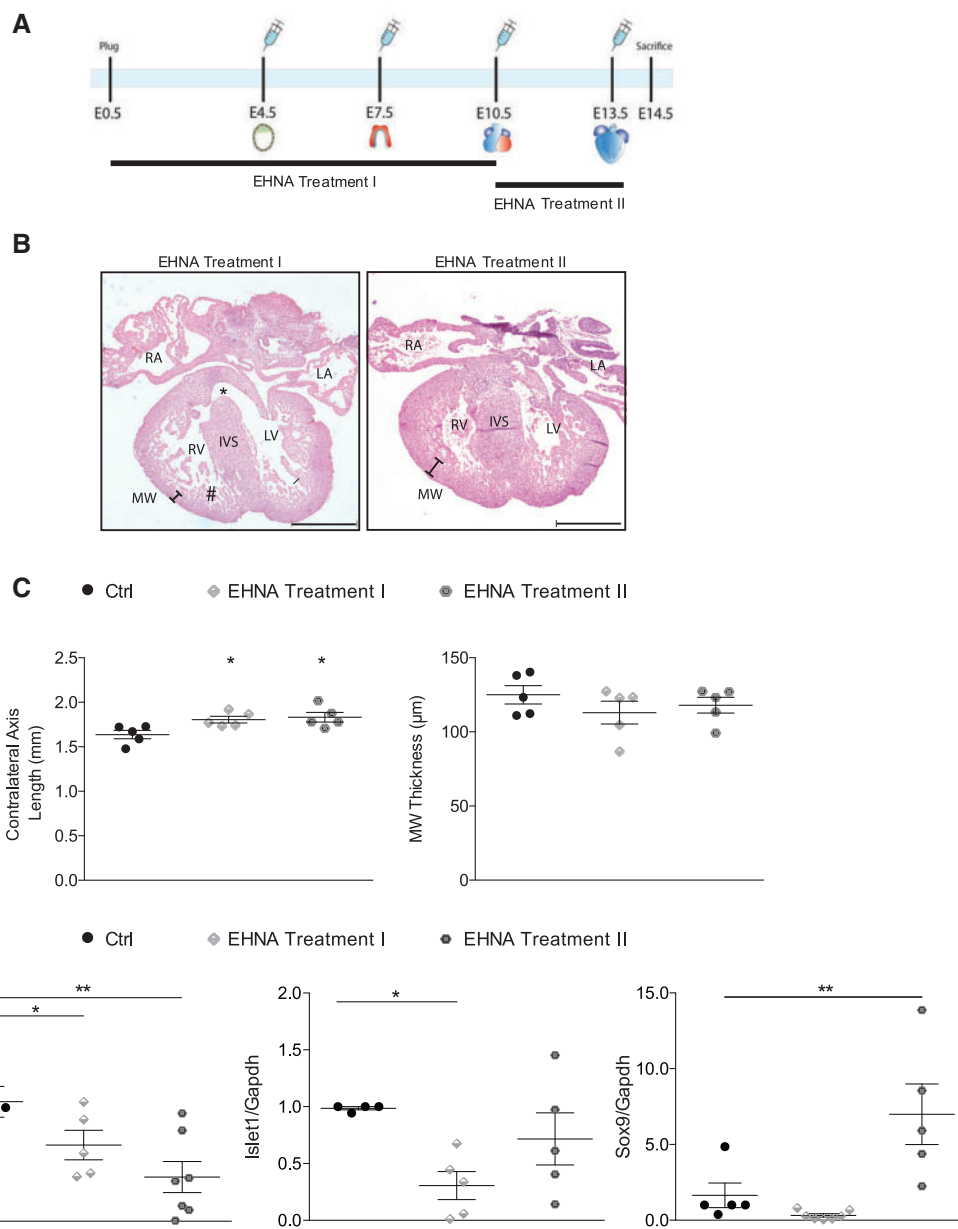 A
Plug
Sacrifice
E0.5 E4.5 E7.5 E10.5 E13.5 E14.5
EHNA Treatment I
EHNA Treatment II
B
EHNA Treatment I EHNA Treatment II
RA LA RA LA
*
RV IVS LV RV IVS LV
MW # MW
C
Ctrl EHNA Treatment I EHNA Treatment II
Contralateral Axis
Length (mm)
2.5
2.0
1.5
1.0
0.5
0.0
* *
MW Thickness (µm)
150
100
50
0
Ctrl EHNA Treatment I EHNA Treatment II
**
*
Islet1/Gapdh
2.0
1.5
1.0
0.5
0.0
*
Sox9/Gapdh
15.0
10.0
5.0
0.0
**